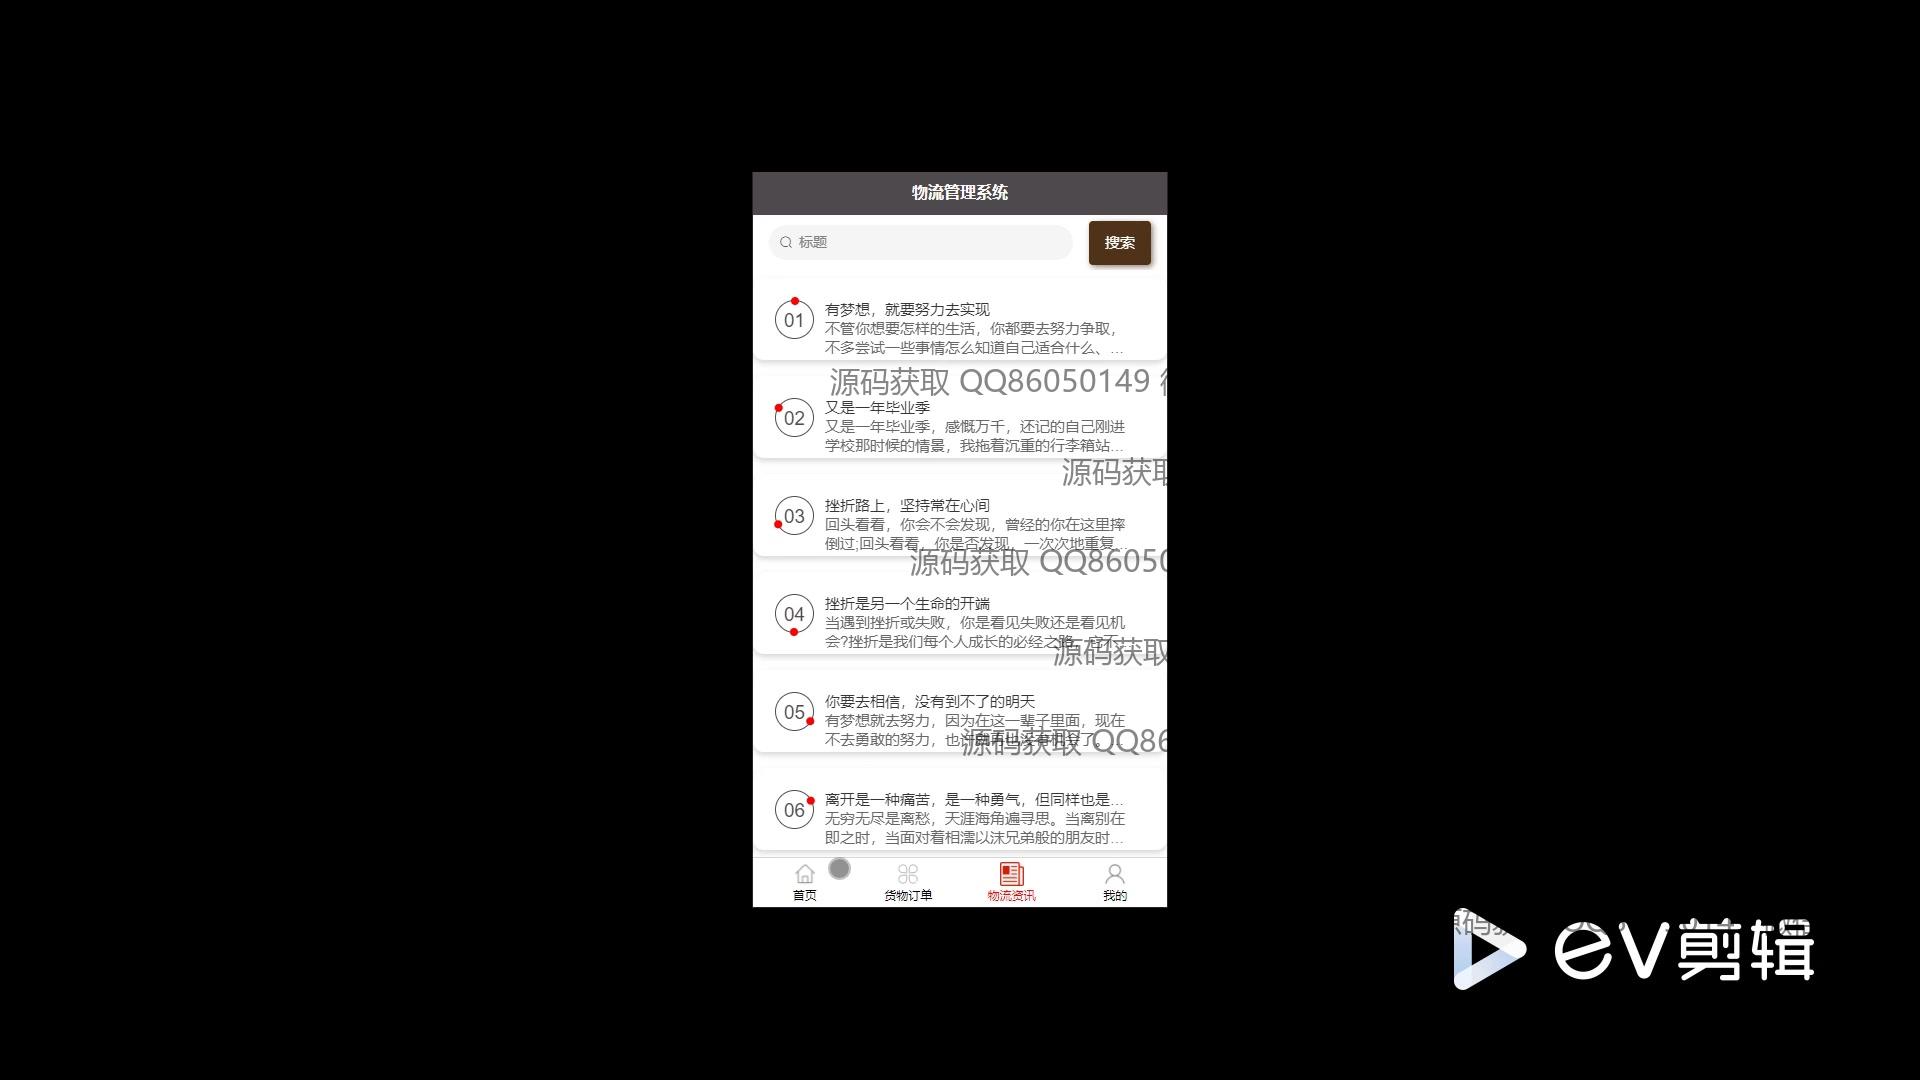 物流管理系统
标题
搜索
01
有梦想，就要努力去实现
不管你想要怎样的生活，你都要去努力争取，
不多尝试一些事情怎么知道自己适合什么、…
源码获取 QQ86050149
02
又是一年毕业季
又是一年毕业季，感慨万千，还记的自己刚进
学校那时候的情景，我拖着沉重的行李箱站…
源码获取
03
挫折路上，坚持常在心间
回头看看，你会不会发现，曾经的你在这里摔
倒过;回头看看，你是否发现，一次次地重复…
源码获取 QQ86050
04
挫折是另一个生命的开端
当遇到挫折或失败，你是看见失败还是看见机
会?挫折是我们每个人成长的必经之路，它不…
源码获取
05
你要去相信，没有到不了的明天
有梦想就去努力，因为在这一辈子里面，现在
不去勇敢的努力，也许就再也没有机会了。…
源码获取 QQ86
06
离开是一种痛苦，是一种勇气，但同样也是…
无穷无尽是离愁，天涯海角遍寻思。当离别在
即之时，当面对着相濡以沫兄弟般的朋友时…
首页
货物订单
物流资讯
我的
eV剪辑